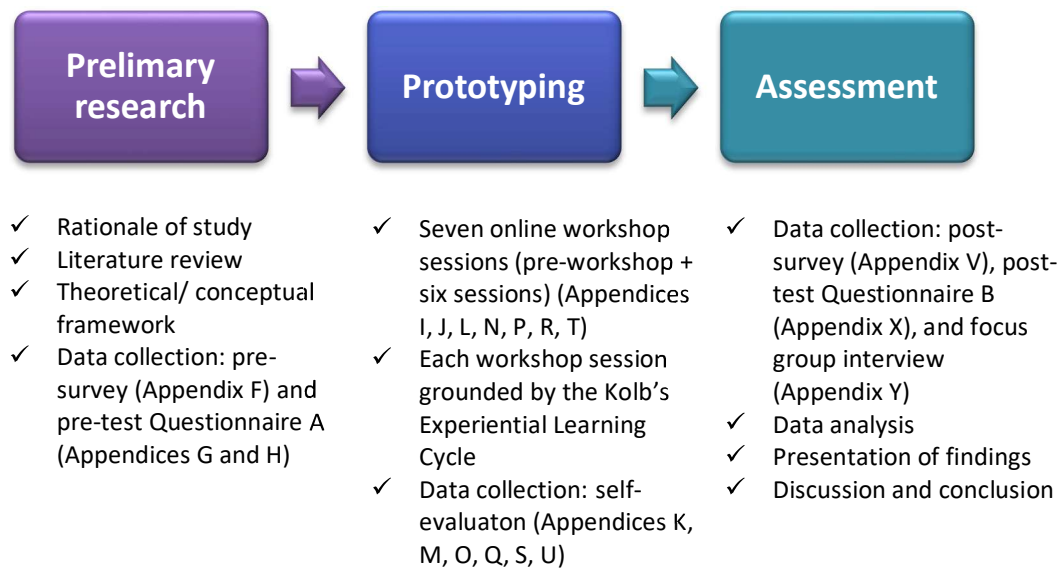 Prelimary
research
Prototyping
Assessment
✓ Rationale of study
✓ Literature review
✓ Theoretical/ conceptual
framework
✓ Data collection: pre-
survey (Appendix F) and
pre-test Questionnaire A
(Appendices G and H)
✓ Seven online workshop
sessions (pre-workshop +
six sessions) (Appendices
I, J, L, N, P, R, T)
✓ Each workshop session
grounded by the Kolb’s
Experiential Learning
Cycle
✓ Data collection: self-
evaluaton (Appendices K,
M, O, Q, S, U)
✓ Data collection: post-
survey (Appendix V), post-
test Questionnaire B
(Appendix X), and focus
group interview
(Appendix Y)
✓ Data analysis
✓ Presentation of findings
✓ Discussion and conclusion